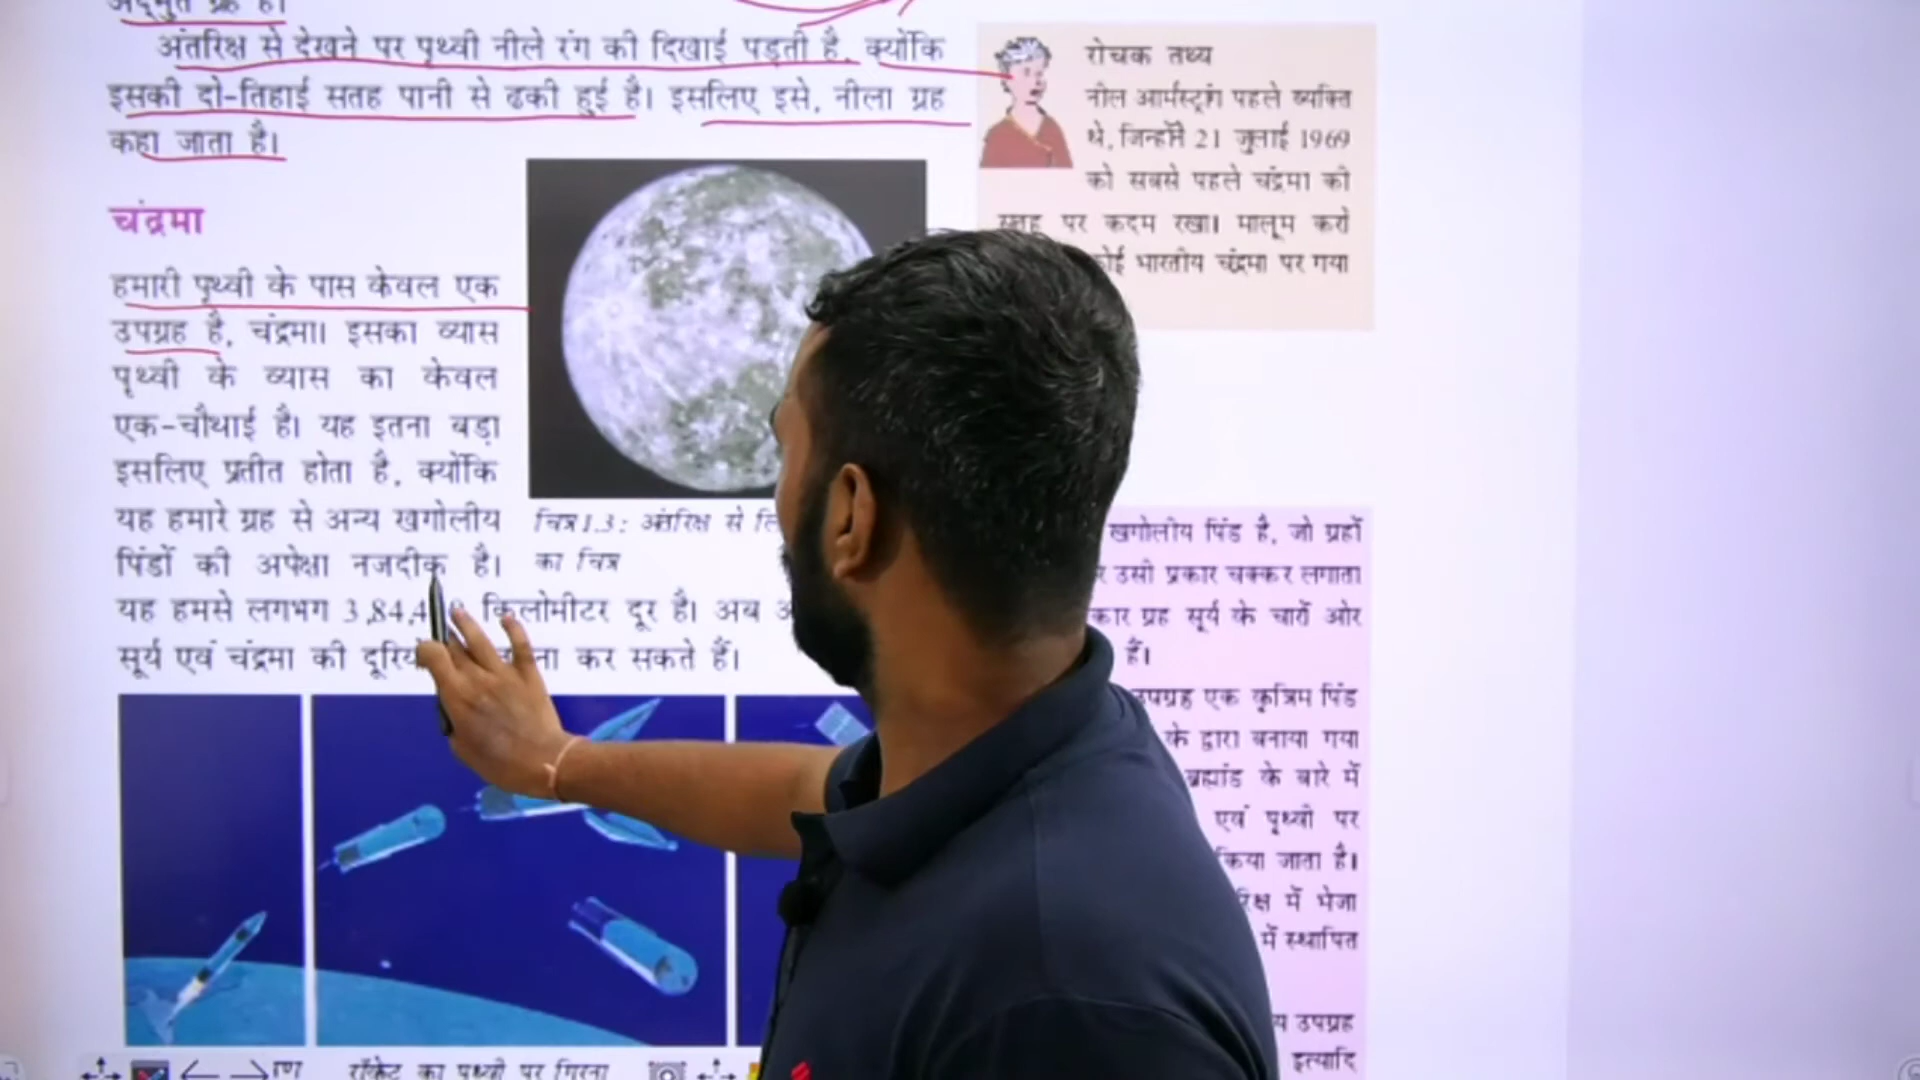 अद्भुत ग्रह है।
अंतरिक्ष से देखने पर पृथ्वी नीले रंग की दिखाई पड़ती है, क्योंकि
इसकी दो-तिहाई सतह पानी से ढकी हुई है। इसलिए इसे, नीला ग्रह
कहा जाता है।
चंद्रमा
हमारी पृथ्वी के पास केवल एक
उपग्रह है, चंद्रमा। इसका व्यास
पृथ्वी के व्यास का केवल
एक-चौथाई है। यह इतना बड़ा
इसलिए प्रतीत होता है, क्योंकि
यह हमारे ग्रह से अन्य खगोलीय
पिंडों की अपेक्षा नजदीक है।
यह हमसे लगभग 3,84,4 किलोमीटर दूर है। अब
सूर्य एवं चंद्रमा की कर सकते हैं।
चित्र 1.3: अंतरिक्ष से
का चित्र
रोचक तथ्य
नील आर्मस्ट्रांग पहले व्यक्ति
थे, जिन्होंने 21 जुलाई 1969
को सबसे पहले चंद्रमा की
सतह पर कदम रखा। मालूम करो
कोई भारतीय चंद्रमा पर गया
खगोलीय पिंड है, जो ग्रहों
उसी प्रकार चक्कर लगाता
ग्रह सूर्य के चारों ओर
हैं।
उपग्रह एक कृत्रिम पिंड
के द्वारा बनाया गया
ब्रह्मांड के बारे में
एवं पृथ्वी पर
किया जाता है।
में भेजा
में स्थापित
उपग्रह
इत्यादि
रॉकेट का पृथ्वी पर गिरना